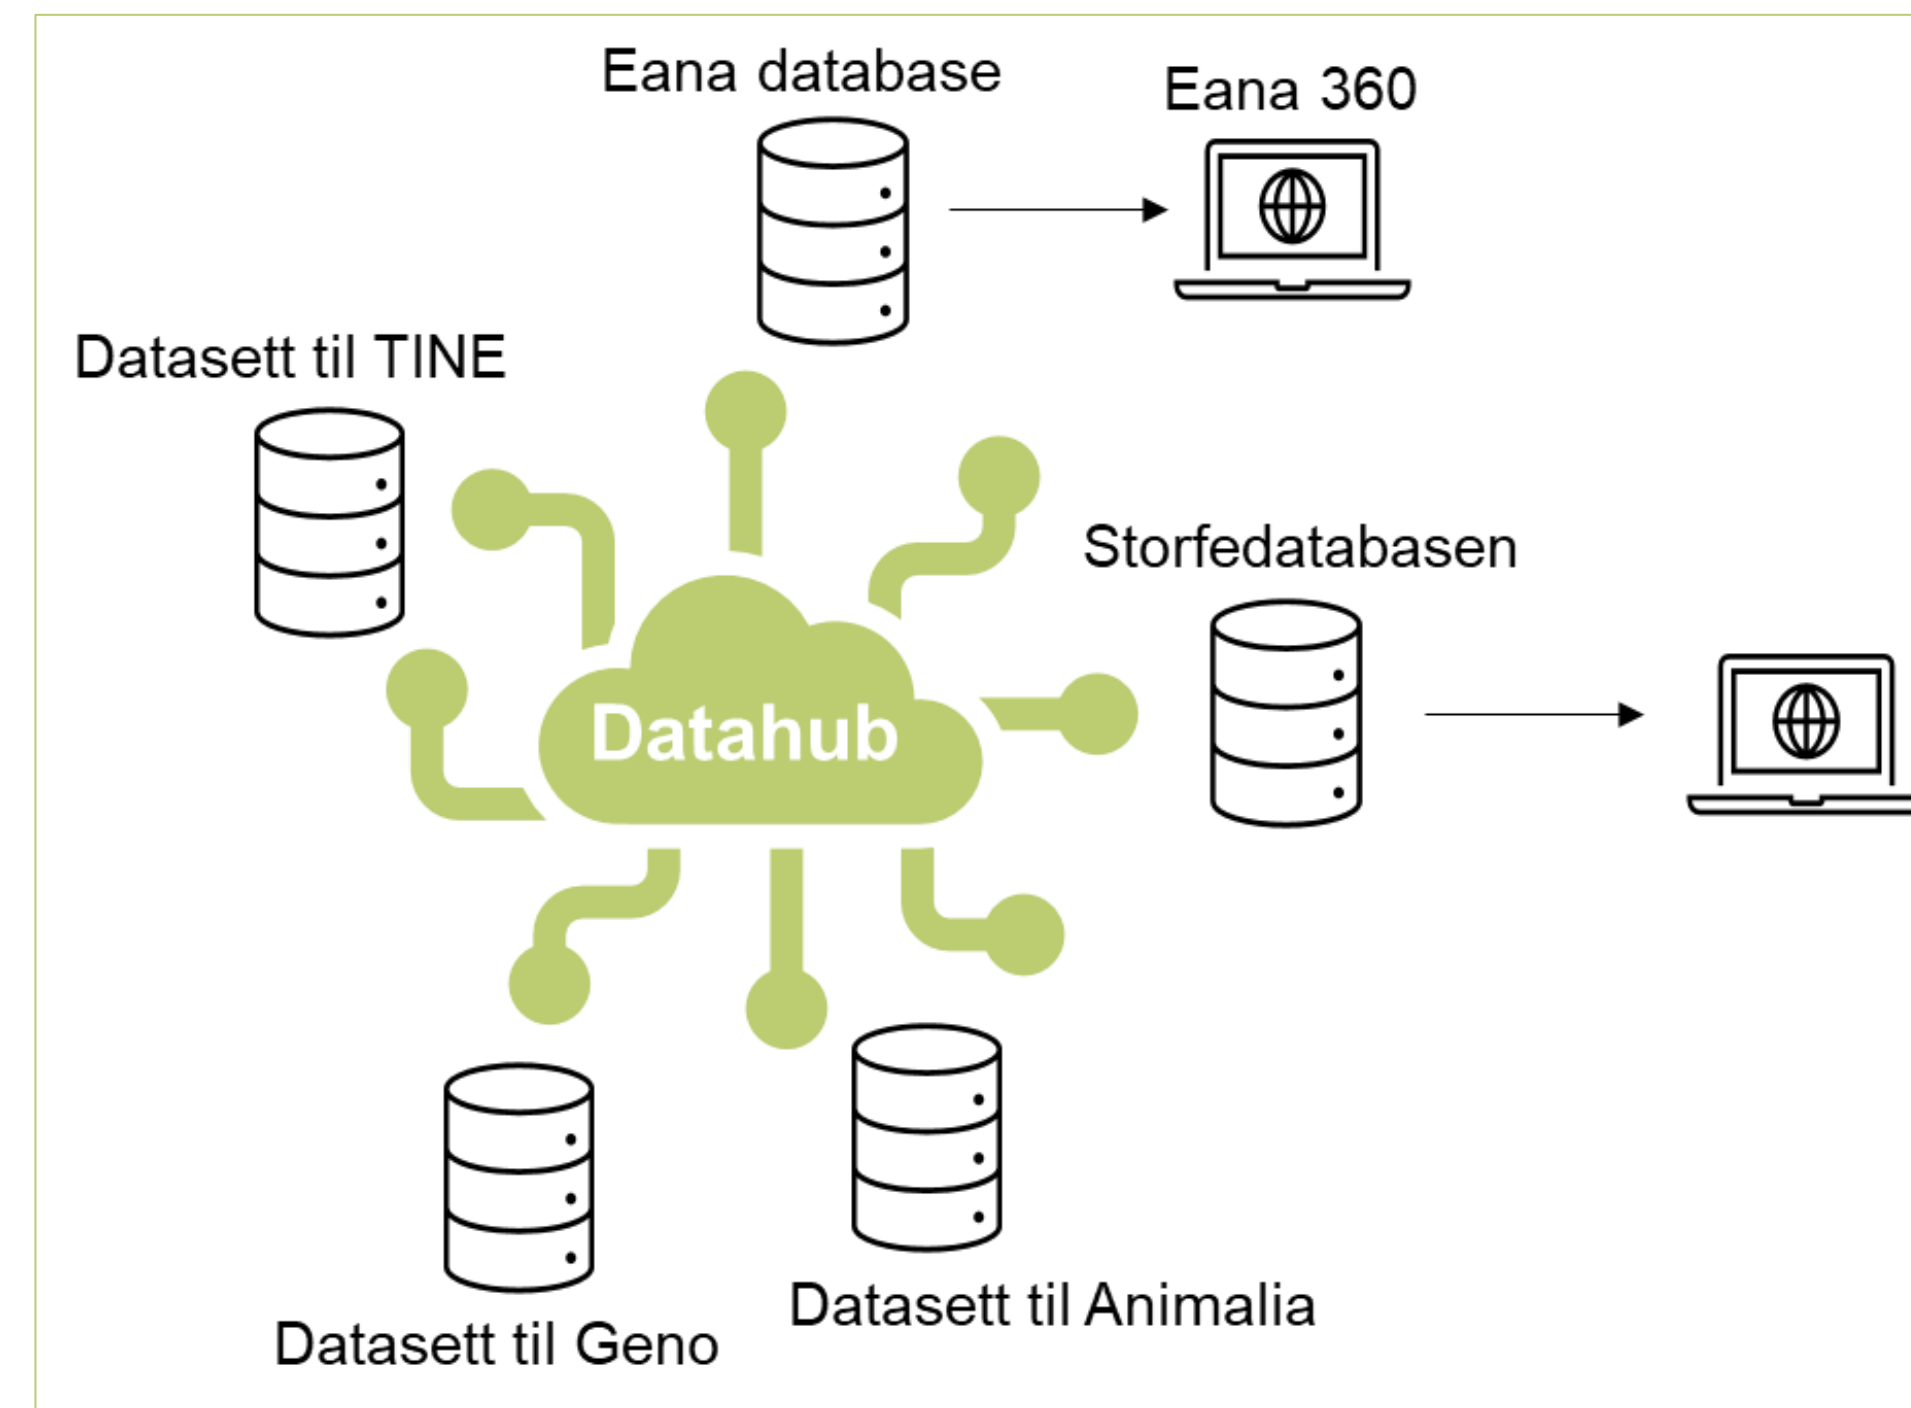 Eana database
Eana 360
Datasett til TINE
Storfedatabasen
Datahub
Datasett til Animalia
Datasett til Geno